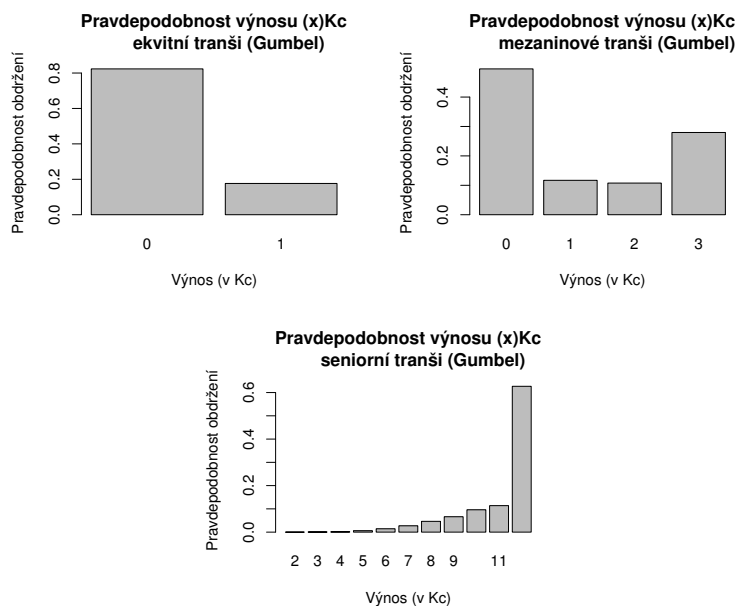 Pravdepodobnost výnosu (x)Kc
ekvitní tranši (Gumbel)
Pravdepodobnost obdržení
0.0 0.2 0.4 0.6 0.8
0 1
Výnos (v Kc)
Pravdepodobnost výnosu (x)Kc
mezaninové tranši (Gumbel)
Pravdepodobnost obdržení
0.0 0.2 0.4
0 1 2 3
Výnos (v Kc)
Pravdepodobnost výnosu (x)Kc
seniorní tranši (Gumbel)
Pravdepodobnost obdržení
0.0 0.2 0.4 0.6
2 3 4 5 6 7 8 9 11
Výnos (v Kc)